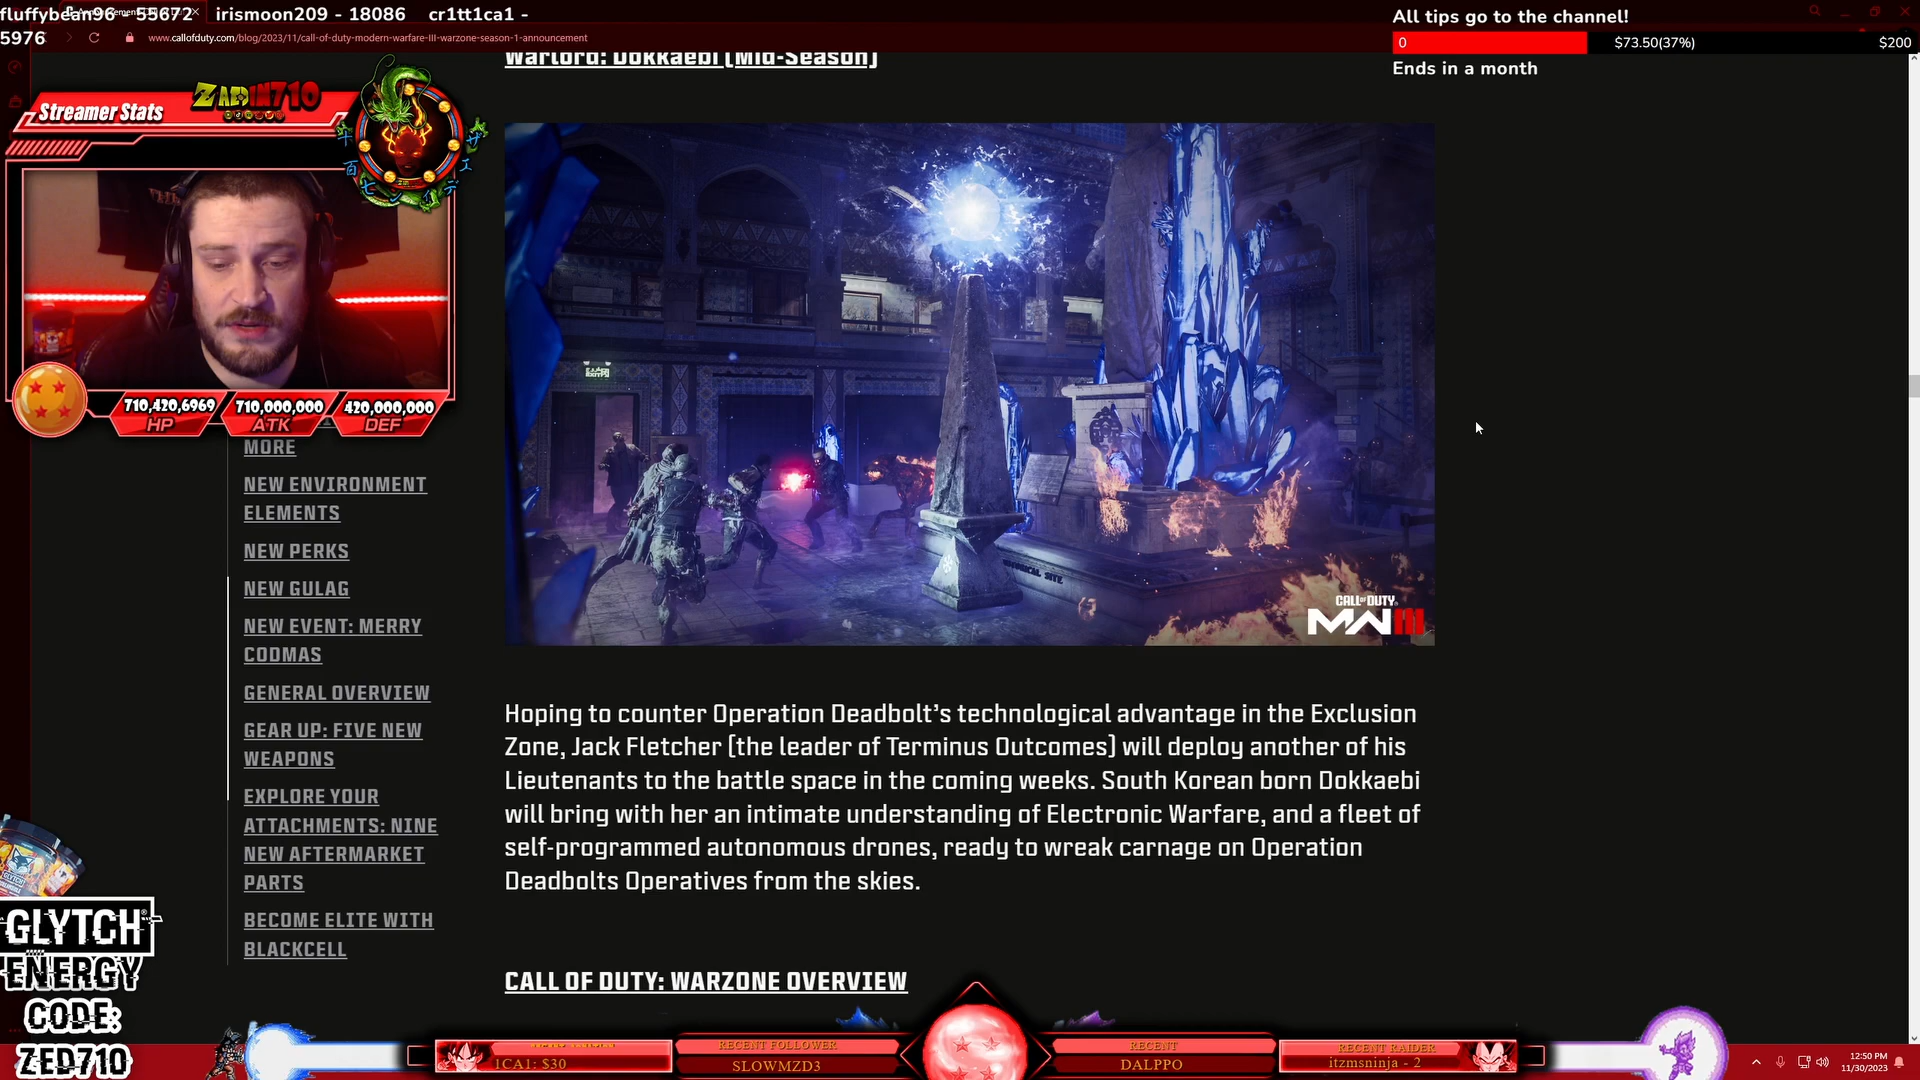 fluffybean96 - 55672 irismoon209 - 18086 cr1tt1ca1 -
5976
www.callofduty.com/blog/2023/11/call-of-duty-modern-warfare-III-warzone-season-1-announcement
All tips go to the channel!
0 $73.50(37%) $200
Ends in a month
Warlord: Dokkaebi [Mid-Season]
Streamer Stats
ZAEDIN710
710,420,6969 710,000,000 420,000,000
HP ATK DEF
MORE
NEW ENVIRONMENT
ELEMENTS
NEW PERKS
NEW GULAG
NEW EVENT: MERRY
CODMAS
GENERAL OVERVIEW
GEAR UP: FIVE NEW
WEAPONS
EXPLORE YOUR
ATTACHMENTS: NINE
NEW AFTERMARKET
PARTS
BECOME ELITE WITH
BLACKCELL
EXIT
HISTORICAL SITE
CALL OF DUTY
MWIII
Hoping to counter Operation Deadbolt’s technological advantage in the Exclusion
Zone, Jack Fletcher [the leader of Terminus Outcomes] will deploy another of his
Lieutenants to the battle space in the coming weeks. South Korean born Dokkaebi
will bring with her an intimate understanding of Electronic Warfare, and a fleet of
self-programmed autonomous drones, ready to wreak carnage on Operation
Deadbolts Operatives from the skies.
CALL OF DUTY: WARZONE OVERVIEW
GLYTCH
ENERGY
CODE:
ZED710
1CA1: $30
RECENT FOLLOWER
SLOWMZD3
RECENT
DALPPO
RECENT RAIDER
itzmsninja - 2
12:50 PM
11/30/2023